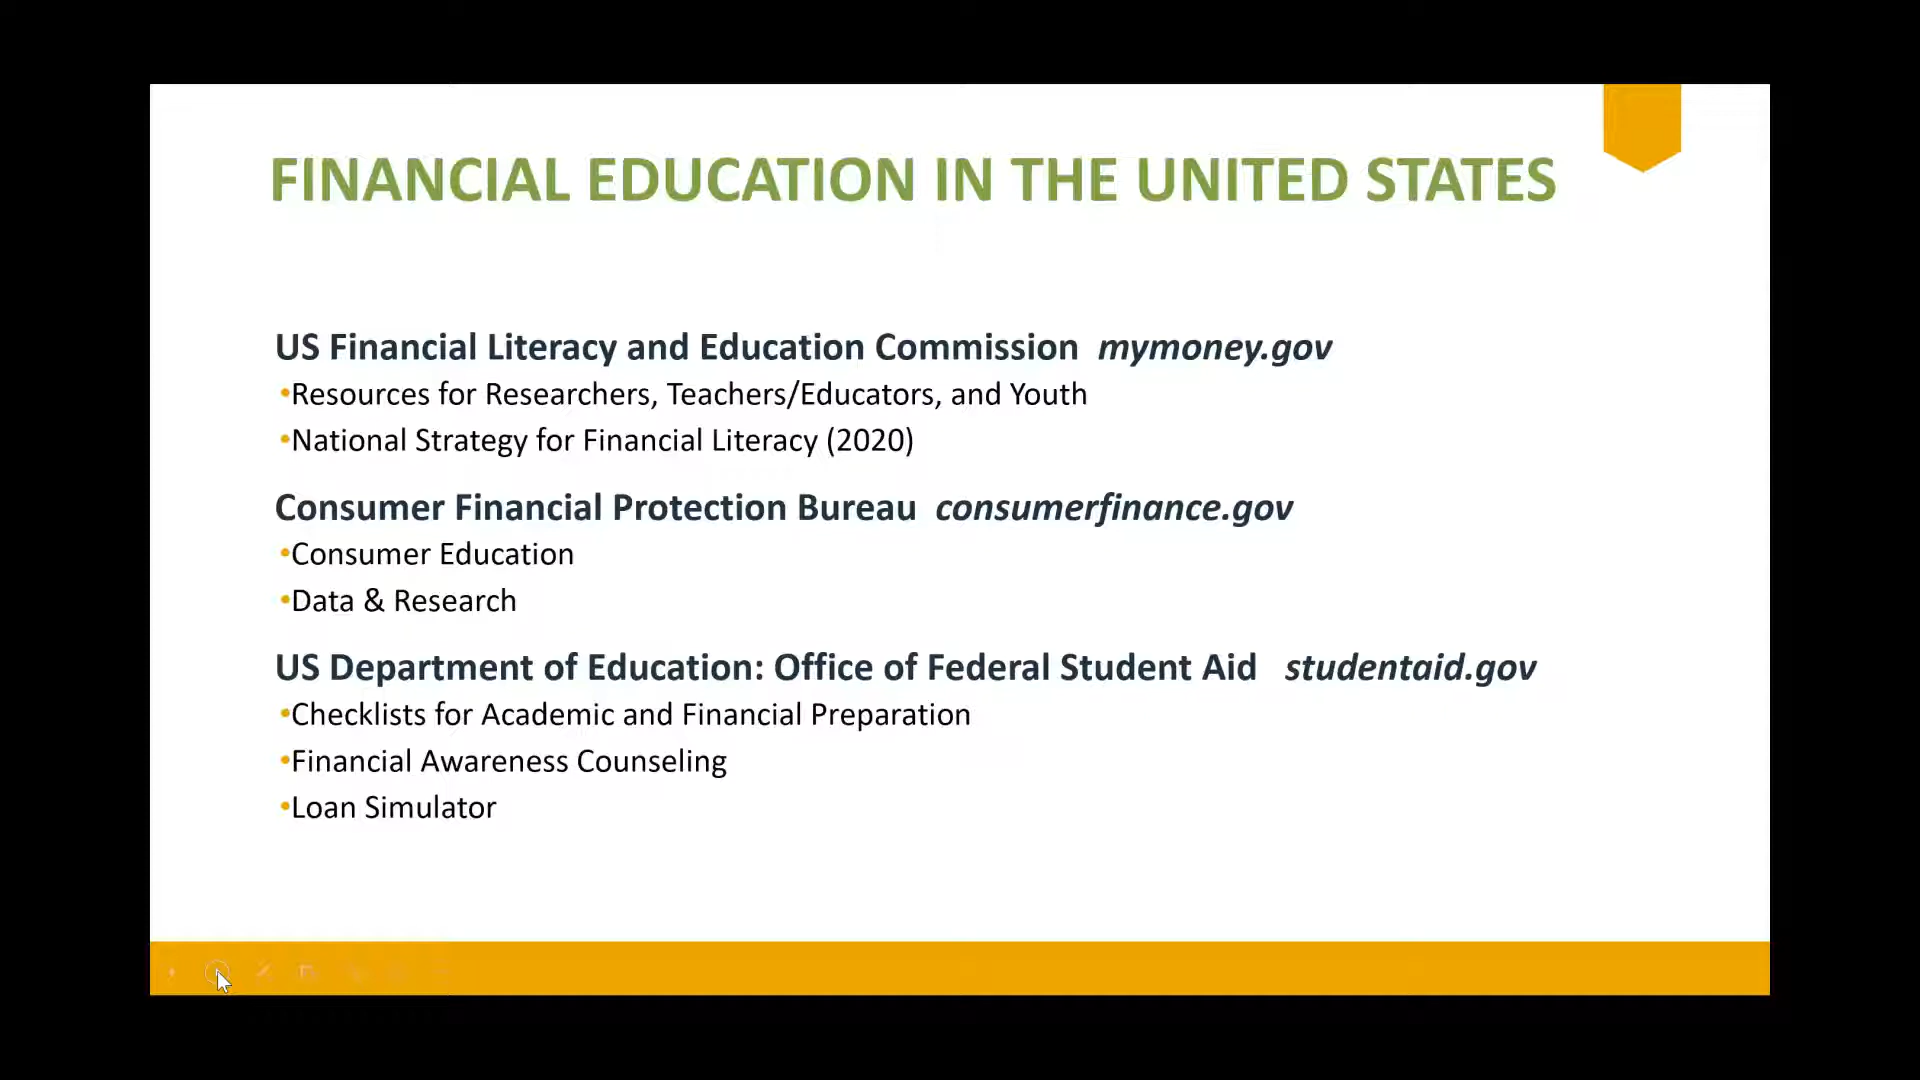 FINANCIAL EDUCATION IN THE UNITED STATES
US Financial Literacy and Education Commission mymoney.gov
•Resources for Researchers, Teachers/Educators, and Youth
•National Strategy for Financial Literacy (2020)
Consumer Financial Protection Bureau consumerfinance.gov
•Consumer Education
•Data & Research
US Department of Education: Office of Federal Student Aid studentaid.gov
•Checklists for Academic and Financial Preparation
•Financial Awareness Counseling
•Loan Simulator